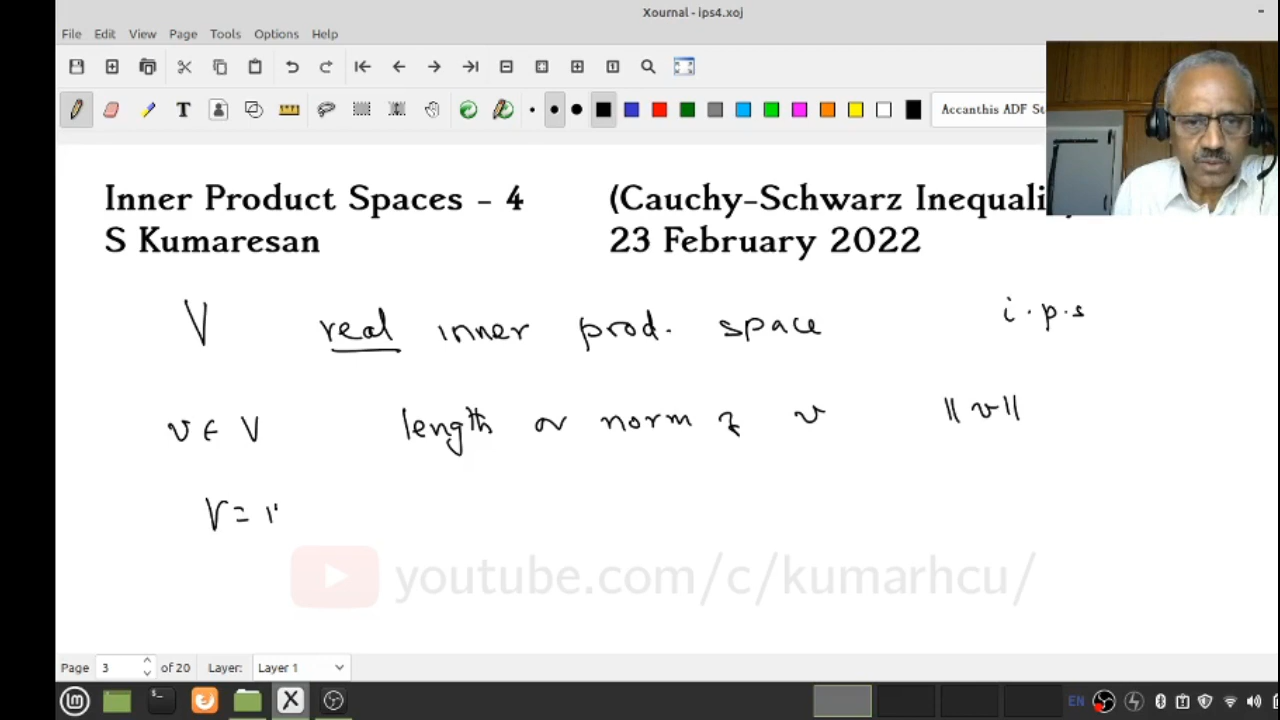 Xournal - ips4.xoj
File Edit View Page Tools Options Help
Accanthis ADF St
Inner Product Spaces - 4 (Cauchy-Schwarz Inequali
S Kumaresan 23 February 2022
V real inner prod. space i.p.s
v ∈ V length or norm of v ‖v‖
V =
youtube.com/c/kumarhcu/
Page 3 of 20 Layer: Layer 1
EN